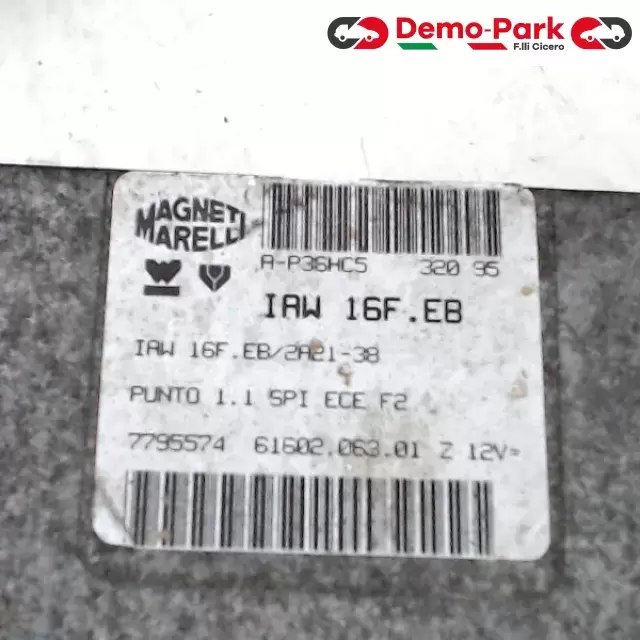 Demo-Park
F.lli Cicero
MAGNETI
MARELLI
A-P36HC5 320 95
IAW 16F.EB
IAW 16F.EB/2A21-38
PUNTO 1.1 SPI ECE F2
7795574 61602.063.01 Z 12V=